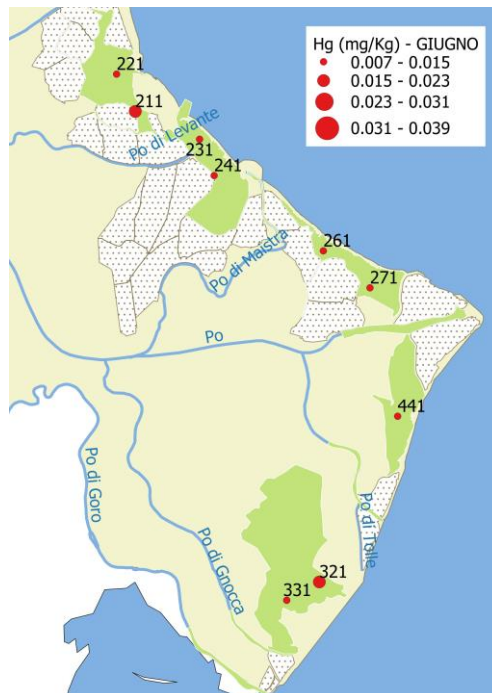 Hg (mg/Kg) - GIUGNO
0.007 - 0.015
0.015 - 0.023
0.023 - 0.031
0.031 - 0.039
221
211
Po di Levante
231
241
261
Po di Maistra
271
Po
441
Po di Goro
Po di Gnocca
Po di Tolle
321
331